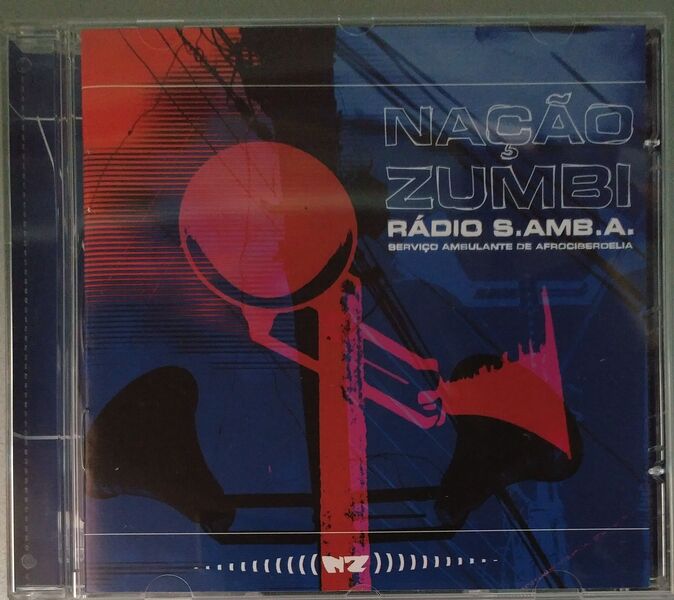 NAÇÃO
ZUMBI
RÁDIO S.AMB.A.
SERVIÇO AMBULANTE DE AFROCIBERDELIA
NZ